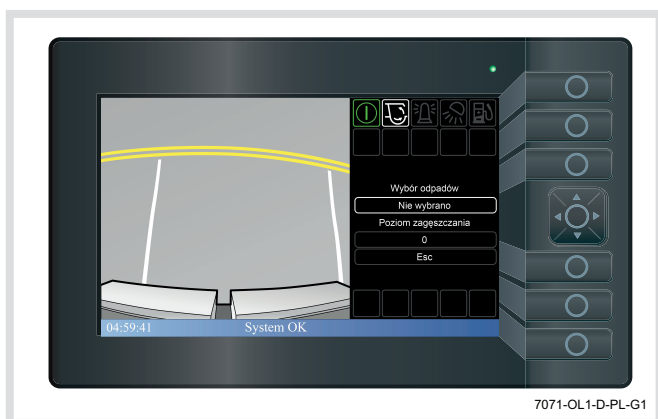 Wybór odpadów
Nie wybrano
Poziom zagęszczania
0
Esc
04:59:41 System OK
7071-OL1-D-PL-G1